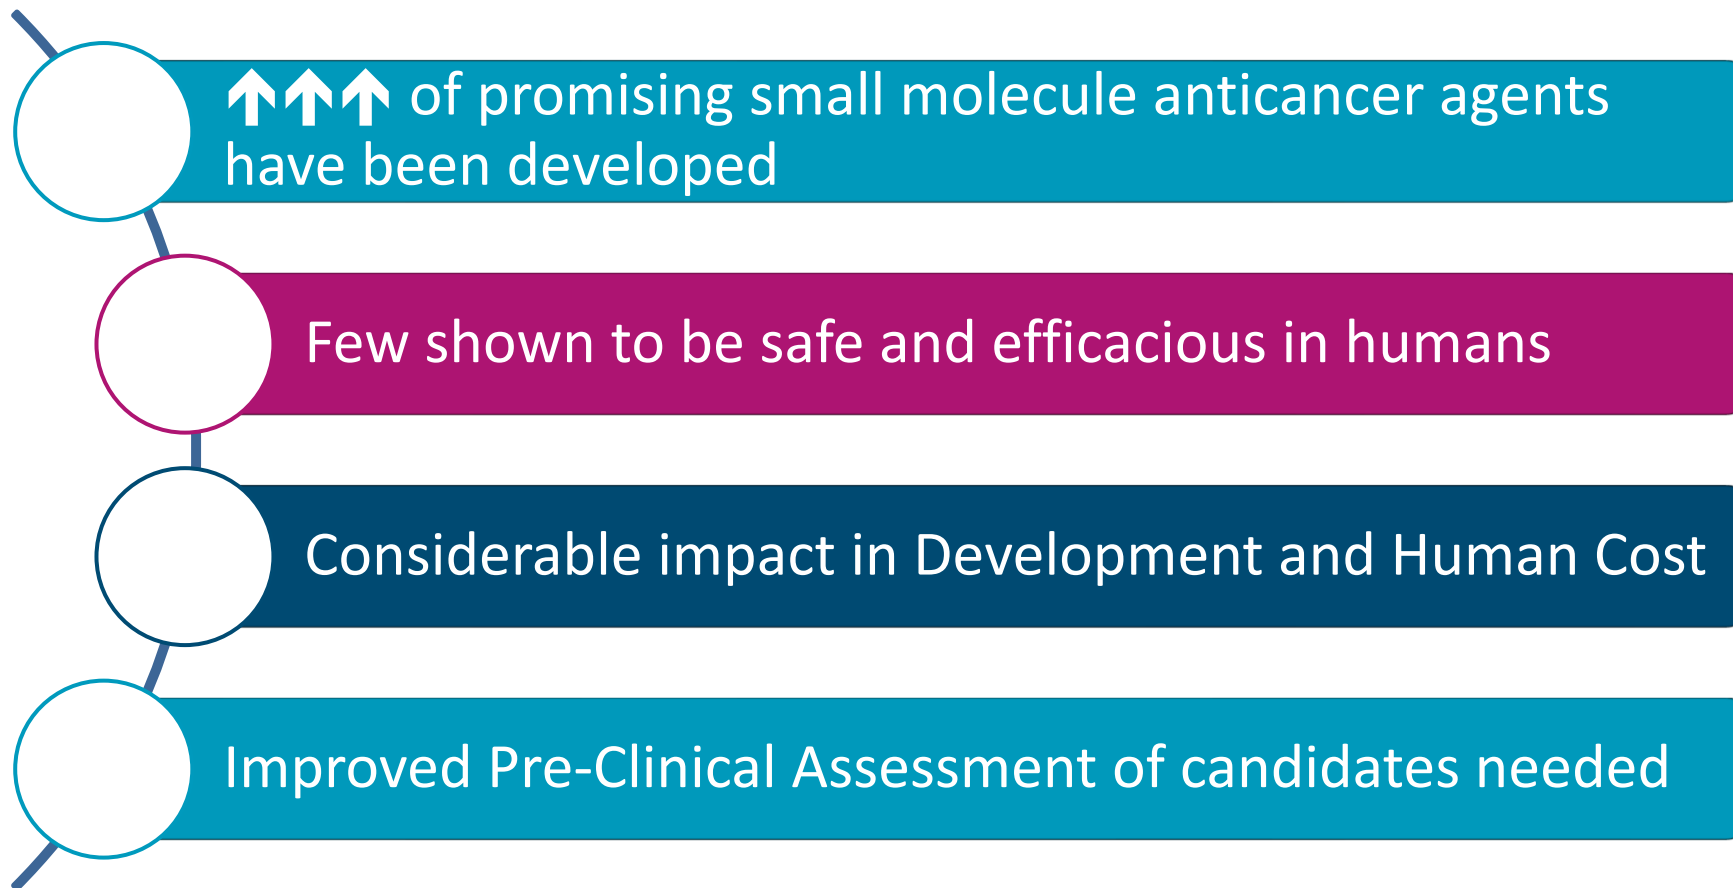 ↑↑↑ of promising small molecule anticancer agents
have been developed
Few shown to be safe and efficacious in humans
Considerable impact in Development and Human Cost
Improved Pre-Clinical Assessment of candidates needed